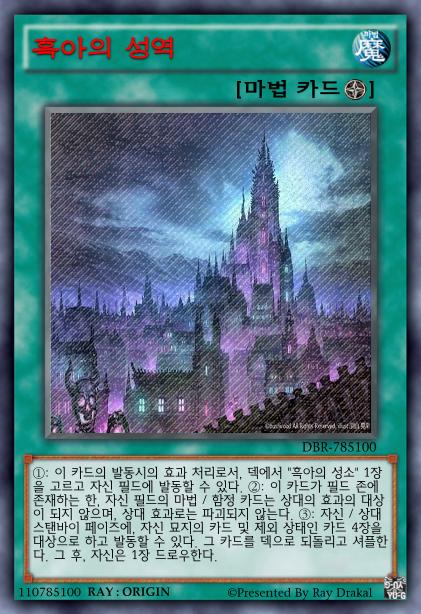 흑아의 성역
마법
魔
[마법 카드]
DBR-785100
①: 이 카드의 발동시의 효과 처리로서, 덱에서 "흑아의 성소" 1장
을 고르고 자신 필드에 발동할 수 있다. ②: 이 카드가 필드 존에
존재하는 한, 자신 필드의 마법 / 함정 카드는 상대의 효과의 대상
이 되지 않으며, 상대 효과로는 파괴되지 않는다. ③: 자신 / 상대
스탠바이 페이즈에, 자신 묘지의 카드 및 제외 상태인 카드 4장을
대상으로 하고 발동할 수 있다. 그 카드를 덱으로 되돌리고 셔플한
다. 그 후, 자신은 1장 드로우한다.
110785100 RAY : ORIGIN ©Presented By Ray Drakal